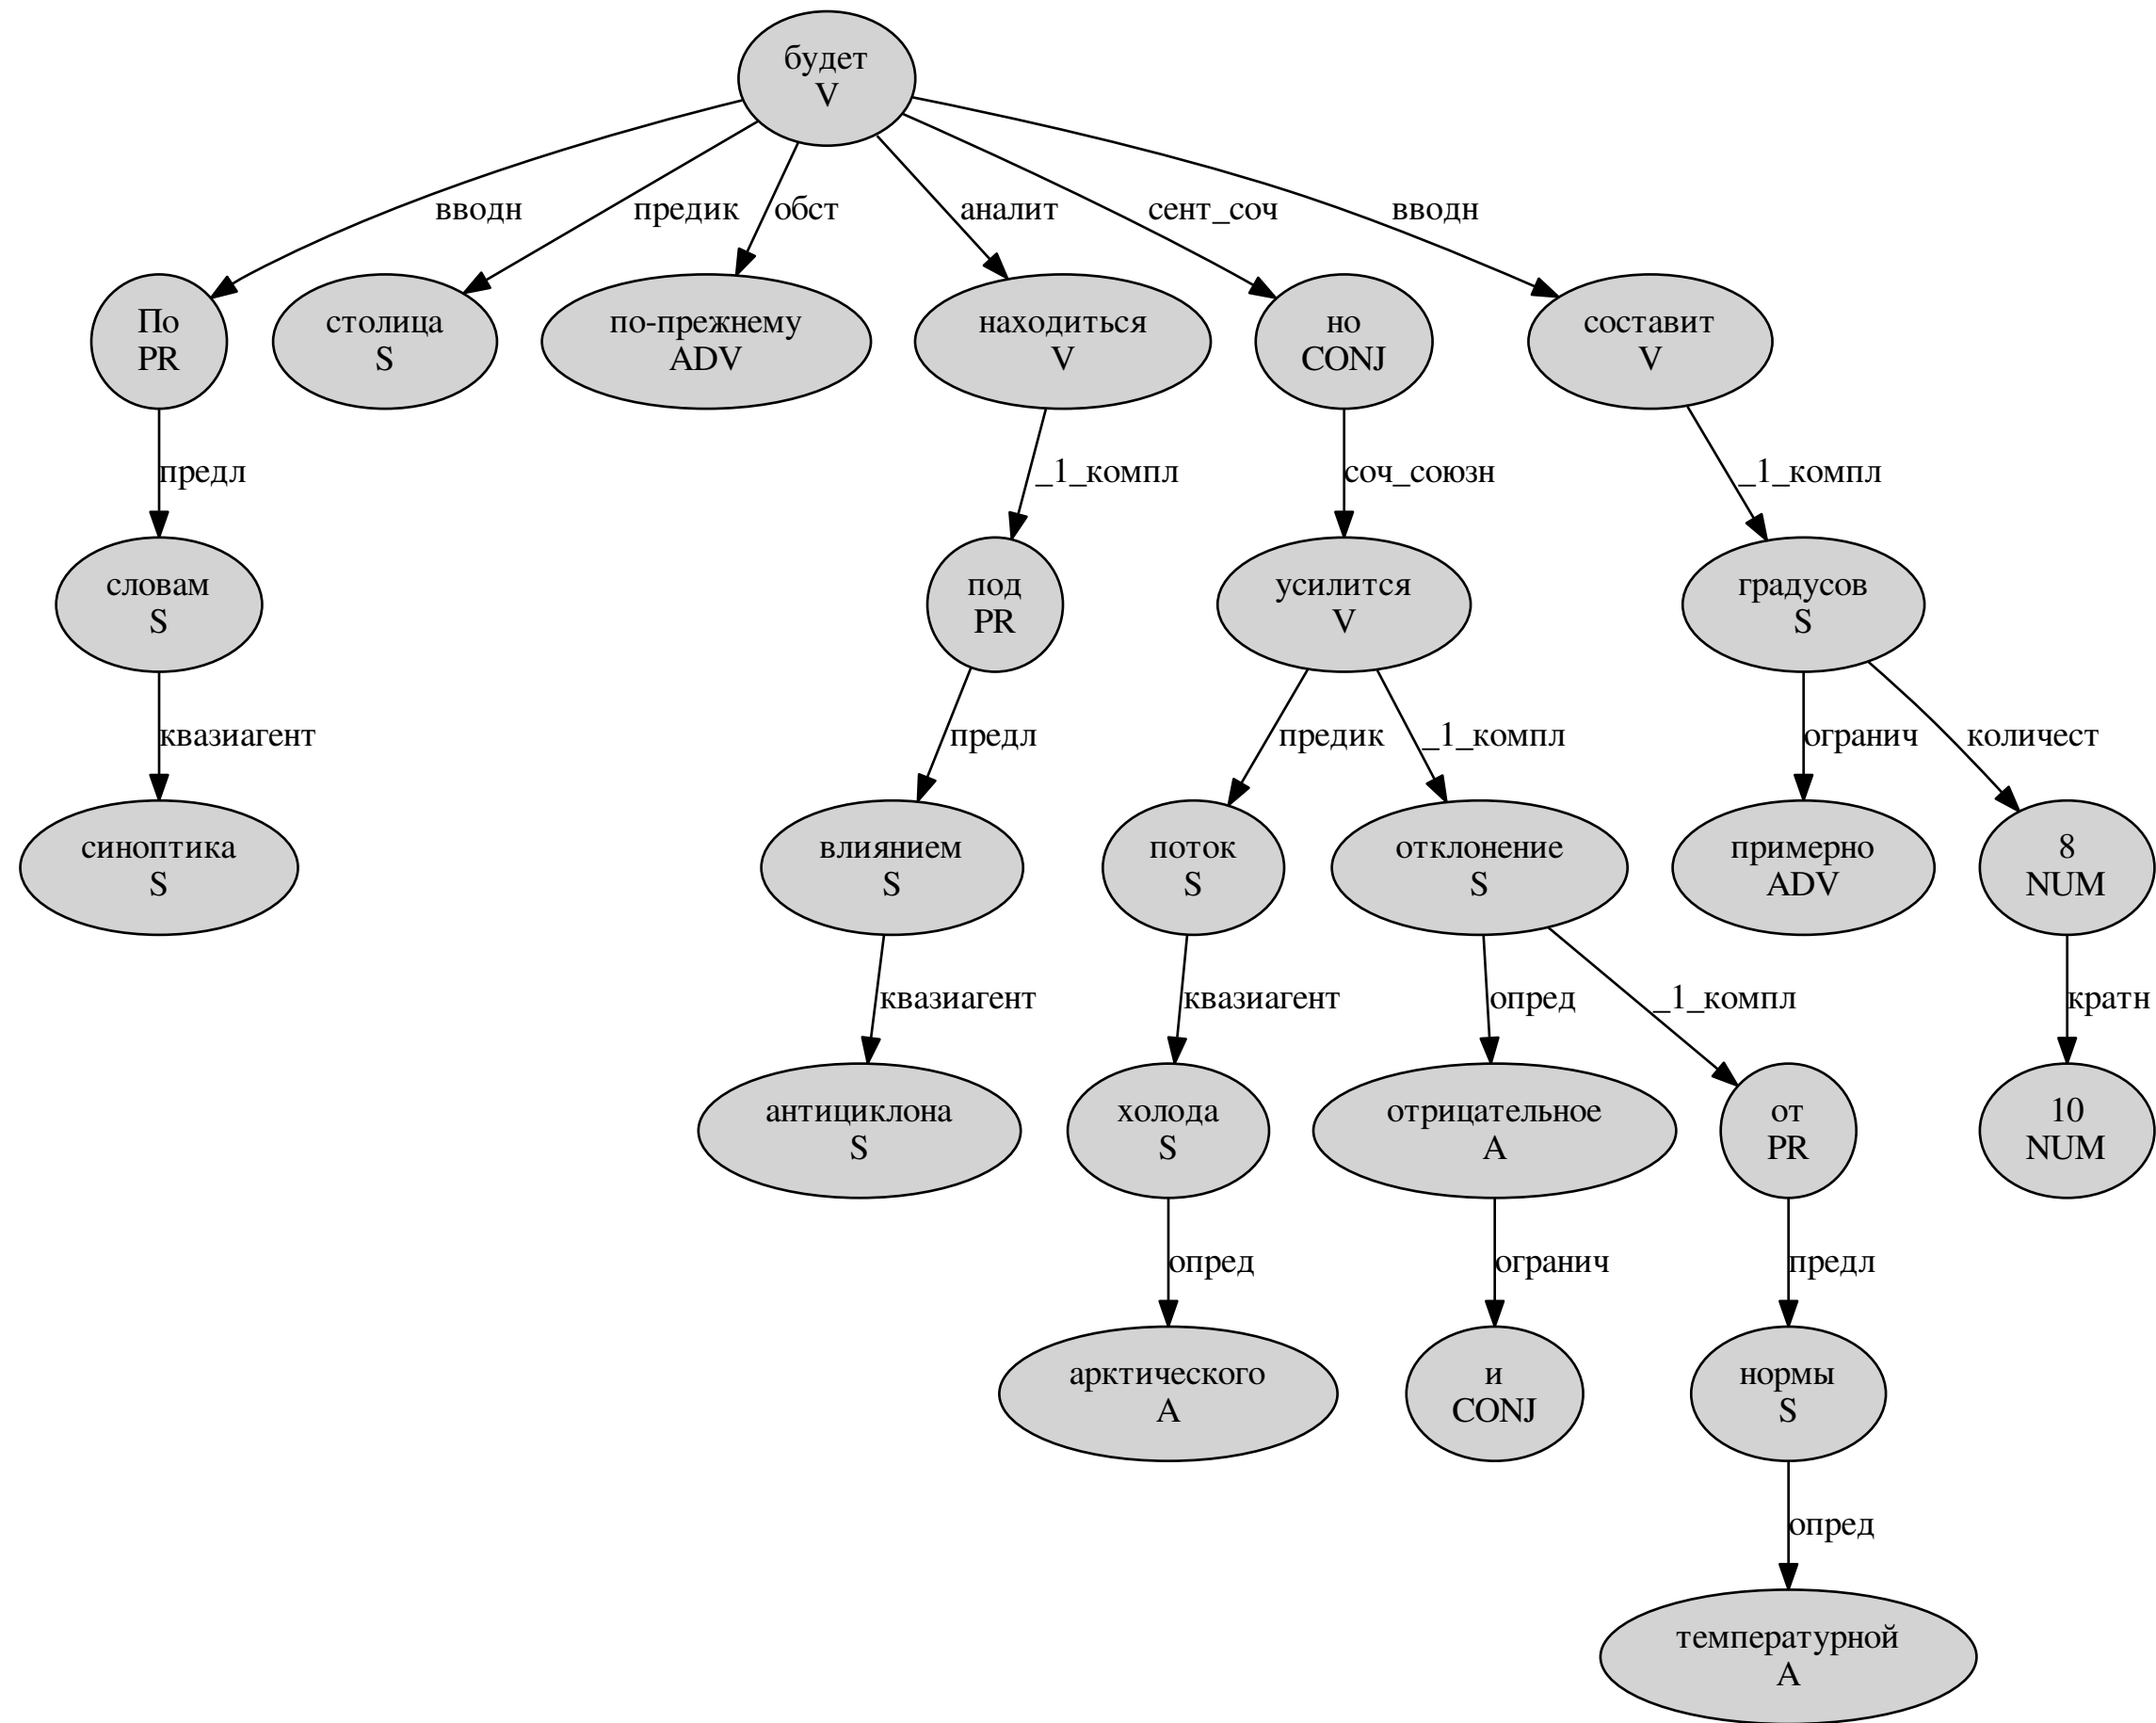 будет
V
вводн
предик
обст
аналит
сент_соч
вводн
По
PR
столица
S
по-прежнему
ADV
находиться
V
но
CONJ
составит
V
предл
_1_компл
соч_союзн
_1_компл
словам
S
под
PR
усилится
V
градусов
S
квазиагент
предл
предик
_1_компл
огранич
количест
синоптика
S
влиянием
S
поток
S
отклонение
S
примерно
ADV
8
NUM
квазиагент
квазиагент
опред
_1_компл
кратн
антициклона
S
холода
S
отрицательное
A
от
PR
10
NUM
опред
огранич
предл
арктического
A
и
CONJ
нормы
S
опред
температурной
A